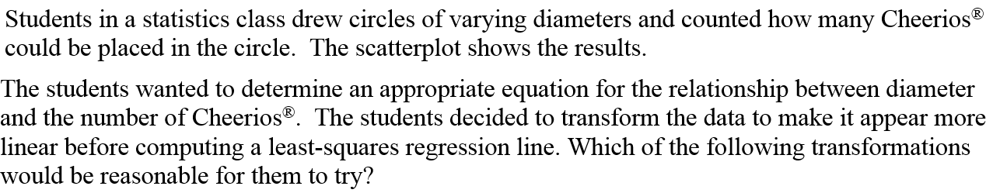 Students in a statistics class drew circles of varying diameters and counted how many Cheerios®
could be placed in the circle.  The scatterplot shows the results.
The students wanted to determine an appropriate equation for the relationship between diameter
and the number of Cheerios®.  The students decided to transform the data to make it appear more
linear before computing a least-squares regression line. Which of the following transformations
would be reasonable for them to try?